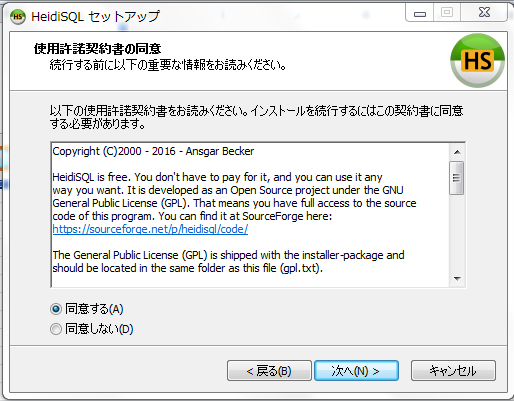 HeidiSQL セットアップ
使用許諾契約書の同意
続行する前に以下の重要な情報をお読みください。
HS
以下の使用許諾契約書をお読みください。インストールを続行するにはこの契約書に同意
する必要があります。
Copyright (C)2000 - 2016 - Ansgar Becker
HeidiSQL is free. You don't have to pay for it, and you can use it any
way you want. It is developed as an Open Source project under the GNU
General Public License (GPL). That means you have full access to the source
code of this program. You can find it at SourceForge here:
https://sourceforge.net/p/heidisql/code/
The General Public License (GPL) is shipped with the installer-package and
should be located in the same folder as this file (gpl.txt).
同意する(A)
同意しない(D)
< 戻る(B)
次へ(N) >
キャンセル